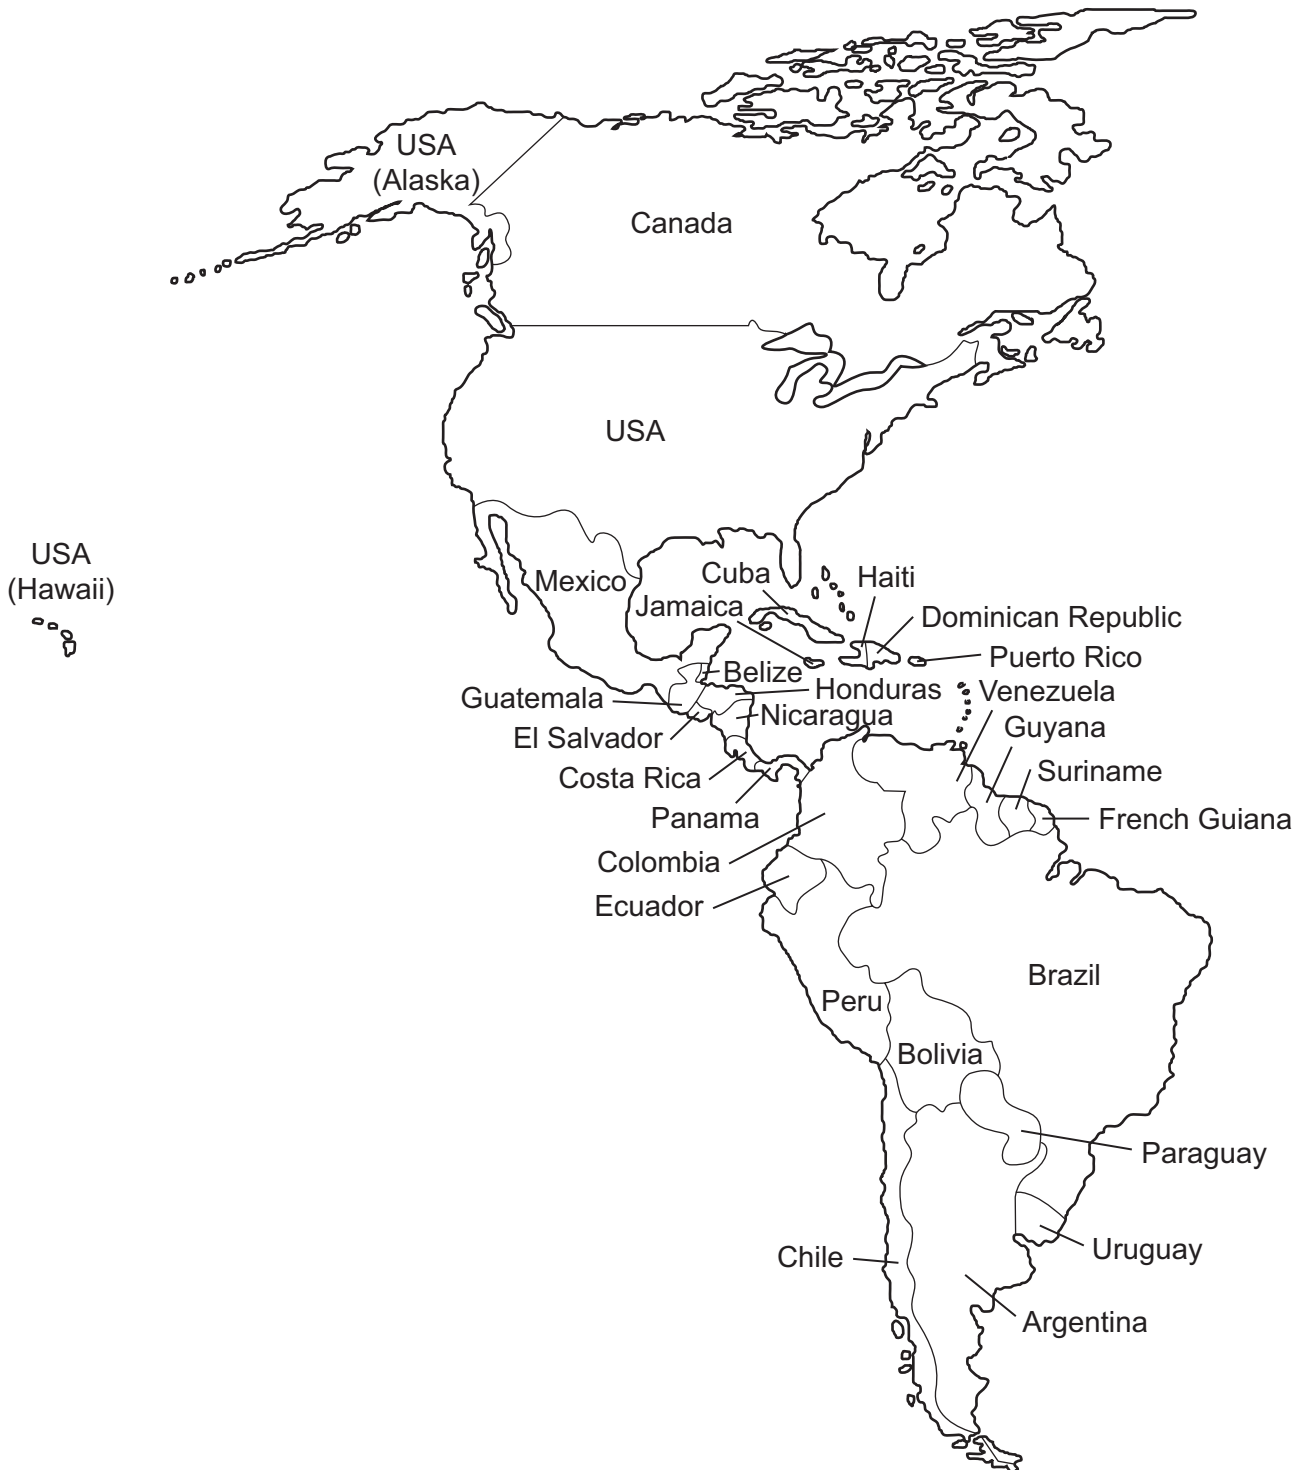 USA
(Alaska)
Canada
USA
USA
(Hawaii)
Mexico
Cuba
Haiti
Jamaica
Dominican Republic
Puerto Rico
Belize
Venezuela
Honduras
Guatemala
Nicaragua
Guyana
El Salvador
Suriname
Costa Rica
Panama
French Guiana
Colombia
Ecuador
Brazil
Peru
Bolivia
Paraguay
Uruguay
Chile
Argentina